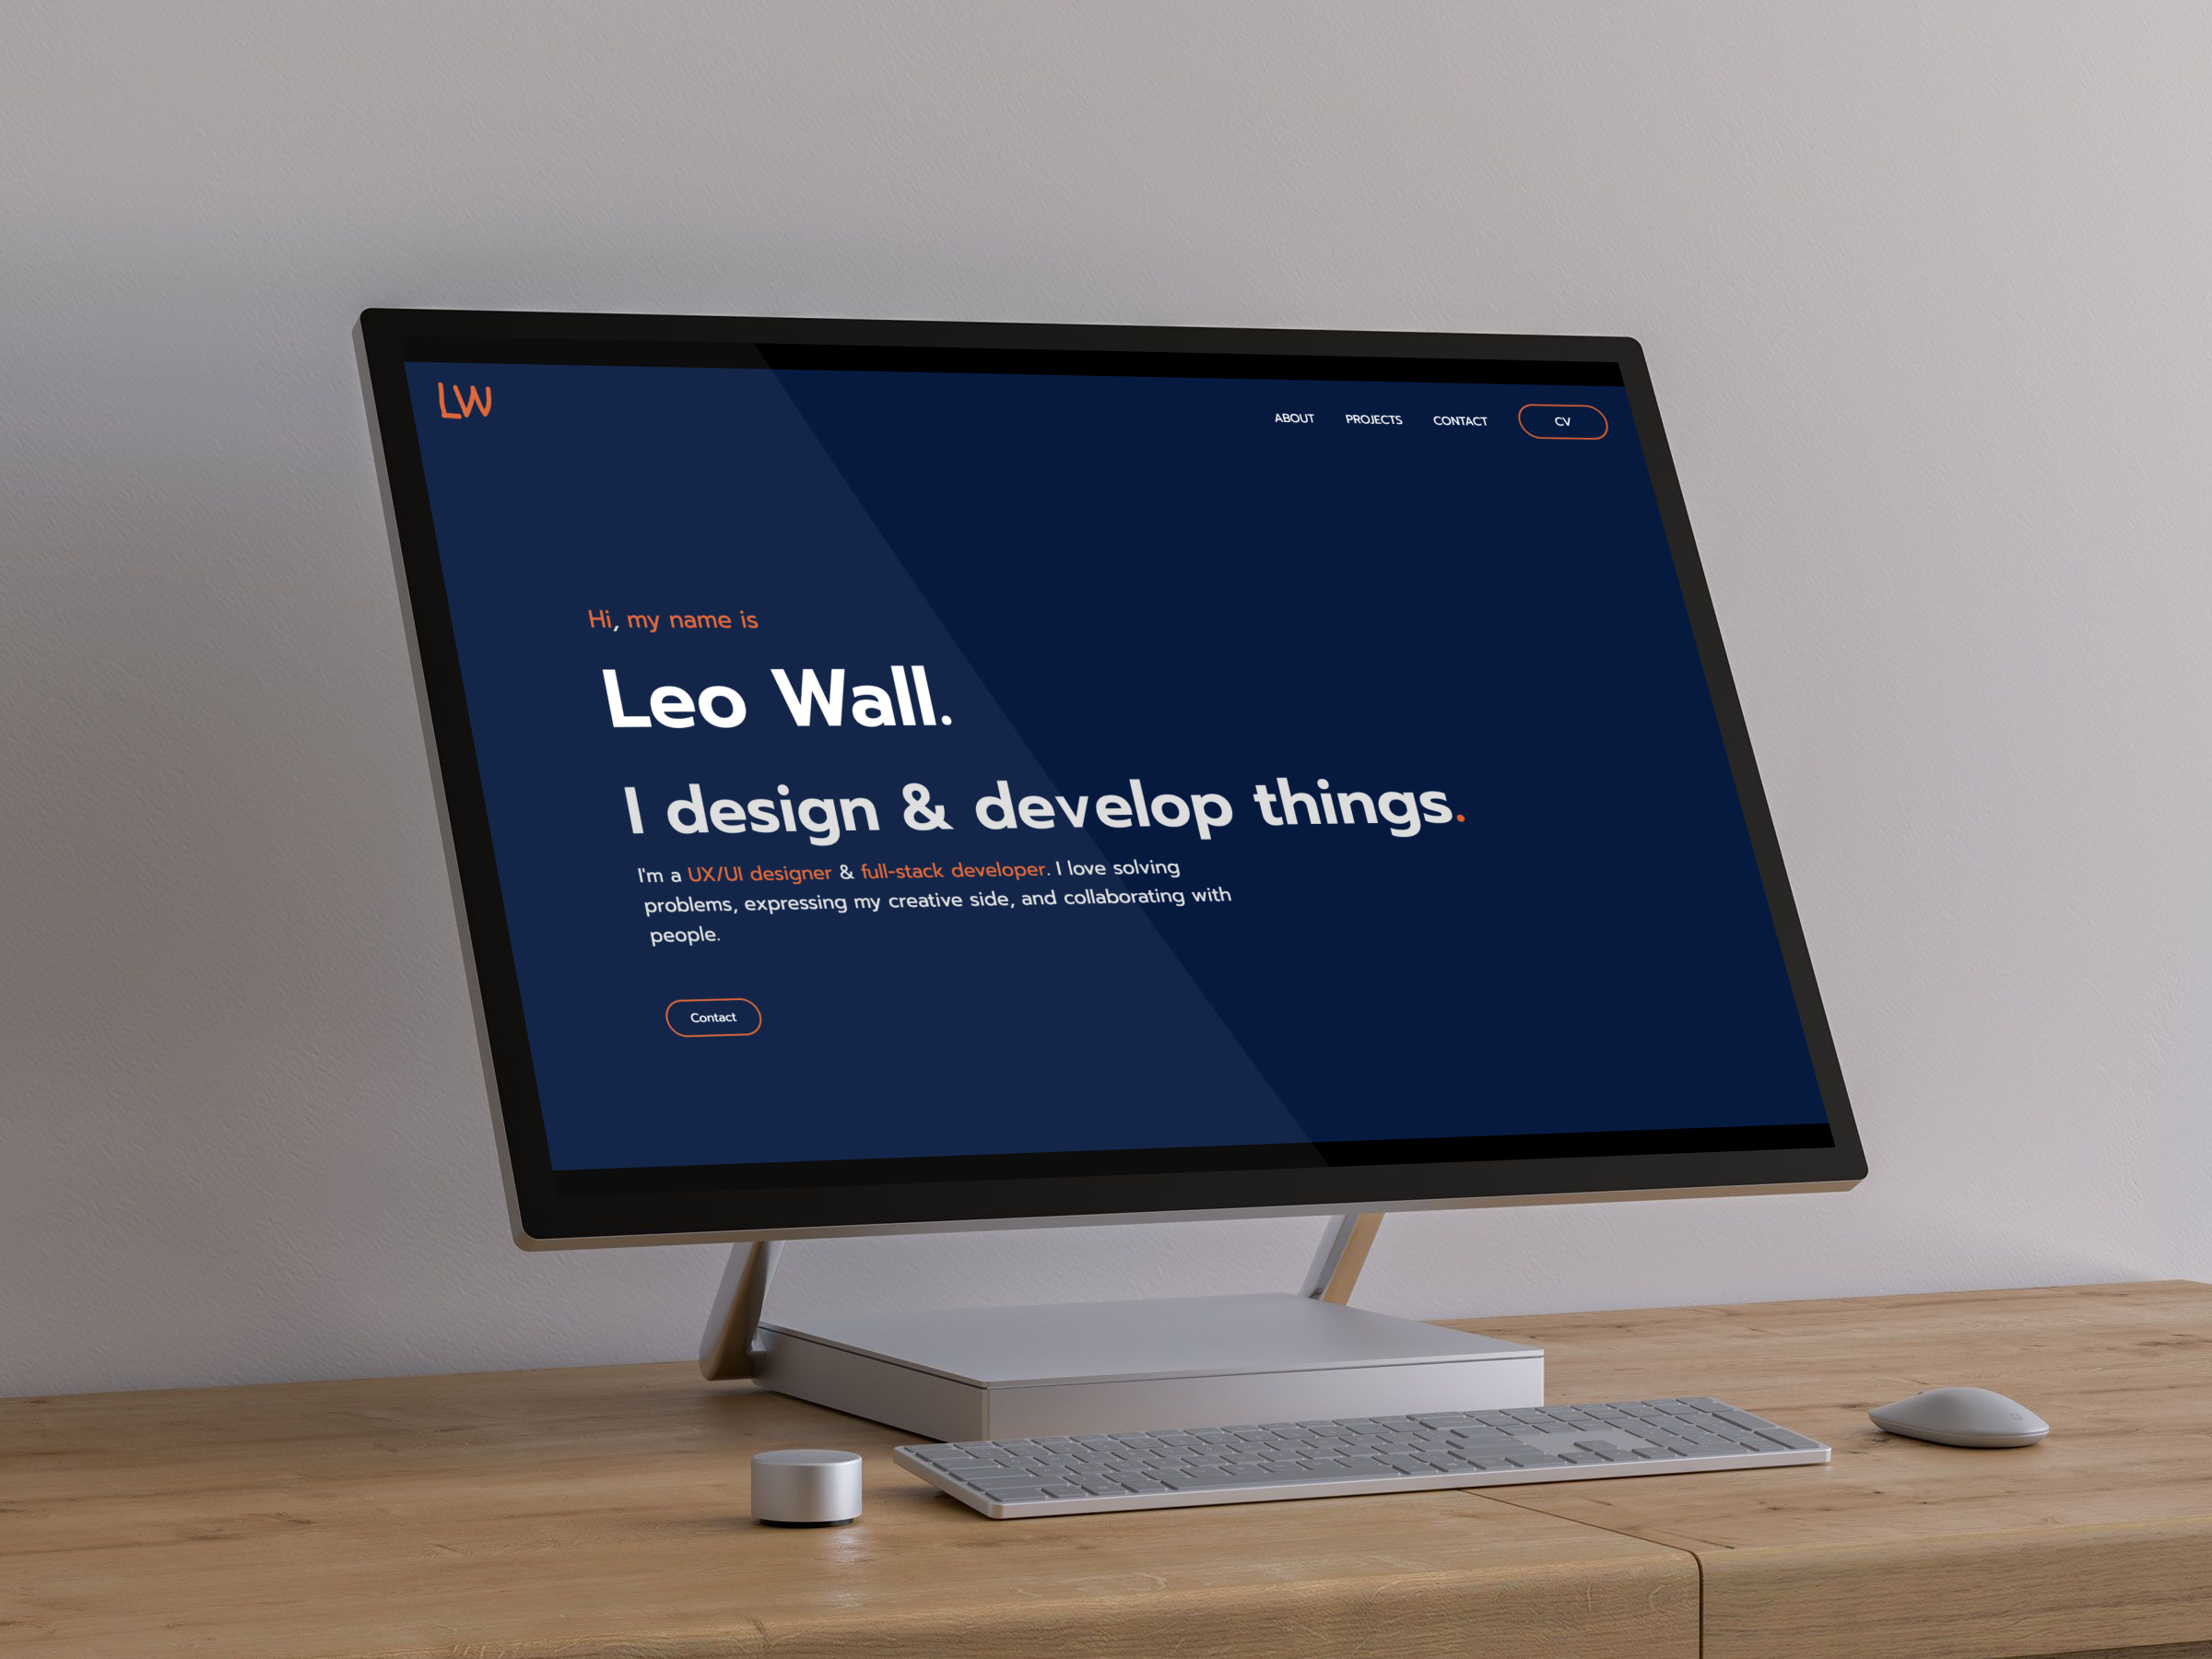 LW
ABOUT PROJECTS CONTACT CV
Hi, my name is
Leo Wall.
I design & develop things.
I'm a UX/UI designer & full-stack developer. I love solving
problems, expressing my creative side, and collaborating with
people.
Contact